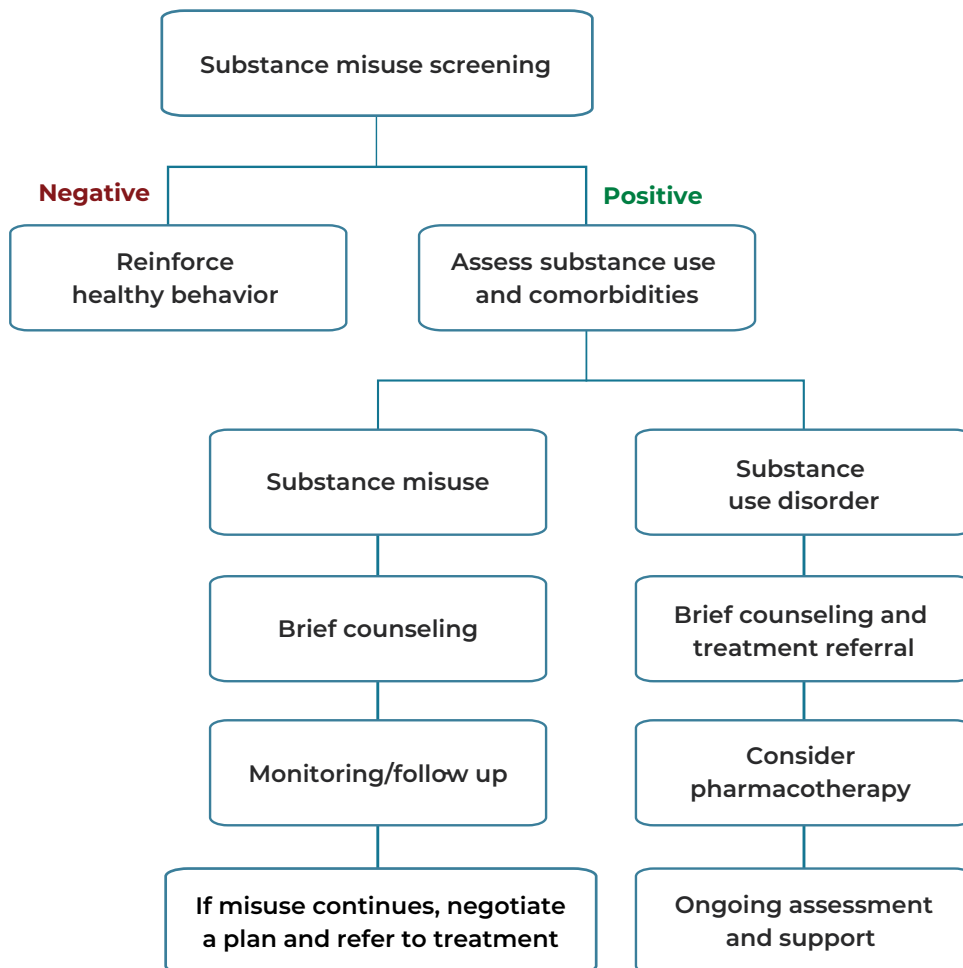 Substance misuse screening
Negative
Positive
Reinforce
healthy behavior
Assess substance use
and comorbidities
Substance misuse
Substance
use disorder
Brief counseling
Brief counseling and
treatment referral
Monitoring/follow up
Consider
pharmacotherapy
If misuse continues, negotiate
a plan and refer to treatment
Ongoing assessment
and support